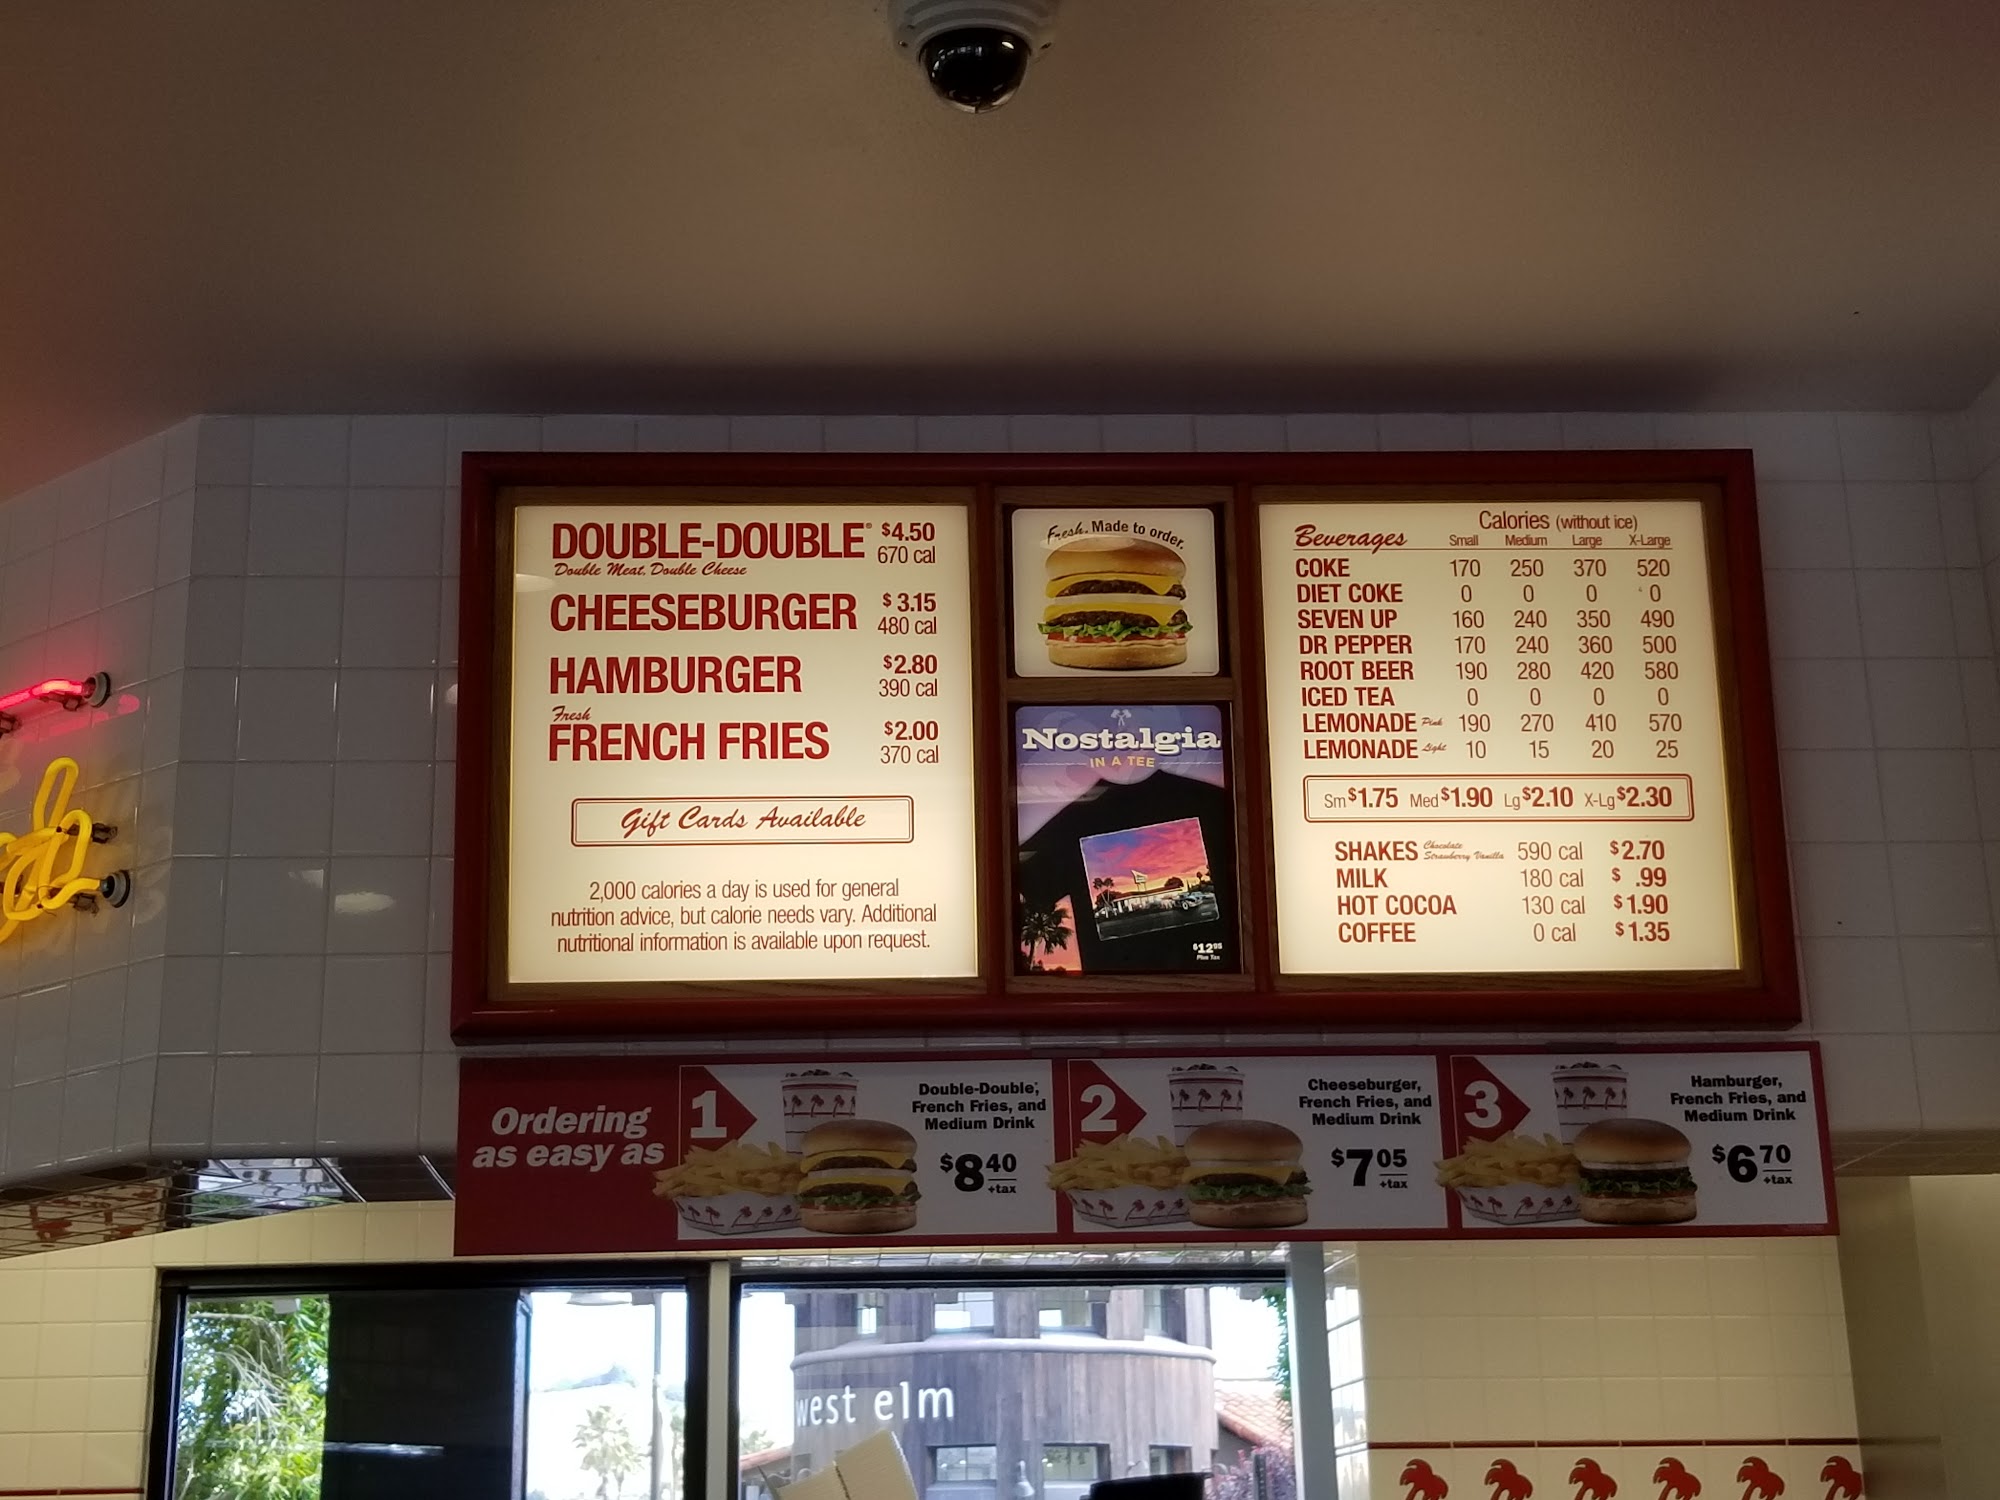 DOUBLE-DOUBLE® $4.50
Double Meat, Double Cheese 670 cal
CHEESEBURGER $3.15
480 cal
HAMBURGER $2.80
390 cal
Fresh
FRENCH FRIES $2.00
370 cal
Gift Cards Available
2,000 calories a day is used for general
nutrition advice, but calorie needs vary. Additional
nutritional information is available upon request.
Fresh. Made to order.
Nostalgia
IN A TEE
$12.95
Plus Tax
Calories (without ice)
Beverages Small Medium Large X-Large
COKE 170 250 370 520
DIET COKE 0 0 0 0
SEVEN UP 160 240 350 490
DR PEPPER 170 240 360 500
ROOT BEER 190 280 420 580
ICED TEA 0 0 0 0
LEMONADE Pink 190 270 410 570
LEMONADE Light 10 15 20 25
Sm $1.75 Med $1.90 Lg $2.10 X-Lg $2.30
SHAKES Chocolate Strawberry Vanilla 590 cal $2.70
MILK 180 cal $ .99
HOT COCOA 130 cal $1.90
COFFEE 0 cal $1.35
Ordering
as easy as
1
Double-Double,
French Fries, and
Medium Drink
$8.40
+tax
2
Cheeseburger,
French Fries, and
Medium Drink
$7.05
+tax
3
Hamburger,
French Fries, and
Medium Drink
$6.70
+tax
west elm